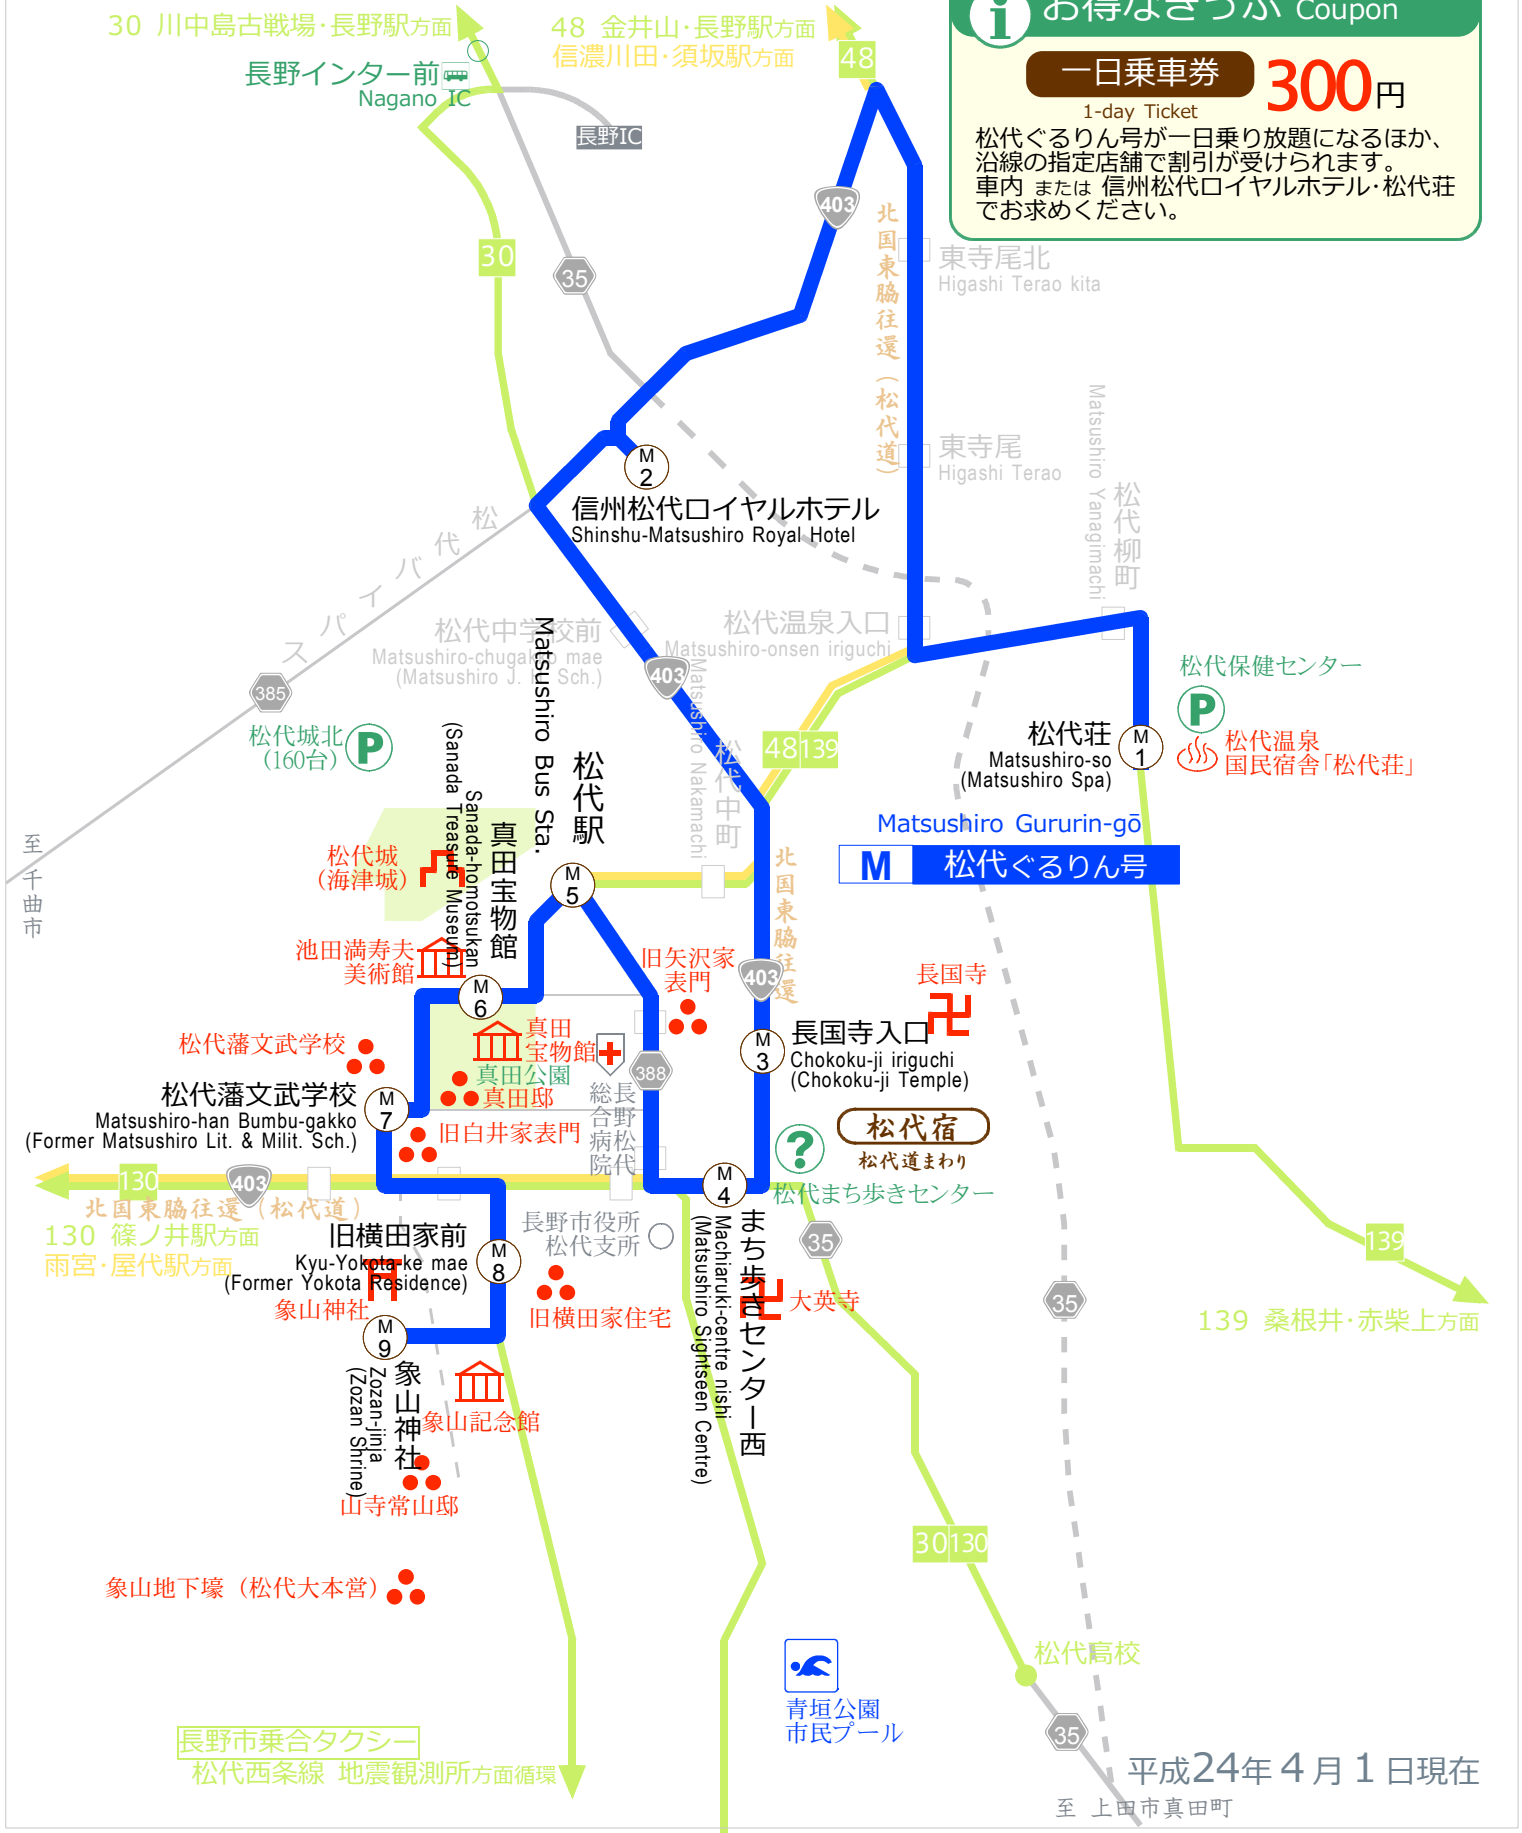 30 川中島古戦場・長野駅方面
長野インター前
Nagano IC
長野IC
48 金井山・長野駅方面
信濃川田・須坂駅方面
48
お得なきっぷ Coupon
一日乗車券 300円
1-day Ticket
松代ぐるりん号が一日乗り放題になるほか、
沿線の指定店舗で割引が受けられます。
車内 または 信州松代ロイヤルホテル・松代荘
でお求めください。
403
北国東脇往還(松代道)
東寺尾北
Higashi Terao kita
30
35
東寺尾
Higashi Terao
松代柳町
Matsushiro Yanagimachi
M
2
信州松代ロイヤルホテル
Shinshu-Matsushiro Royal Hotel
松代バイパス
385
至千曲市
松代中学校前
Matsushiro-chugakko mae
(Matsushiro J. H. Sch.)
403
松代温泉入口
Matsushiro-onsen iriguchi
松代中町
Matsushiro Nakamachi
48 139
松代保健センター
P
松代荘
Matsushiro-so
(Matsushiro Spa)
M
1
松代温泉
国民宿舎「松代荘」
Matsushiro Gururin-gō
M 松代ぐるりん号
松代城北
(160台)
P
松代駅
Matsushiro Bus Sta.
M
5
松代城
(海津城)
真田宝物館
Sanada-homotsukan
(Sanada Treasure Museum)
M
6
池田満寿夫
美術館
旧矢沢家
表門
北国東脇往還
403
長国寺
M
3
長国寺入口
Chokoku-ji iriguchi
(Chokoku-ji Temple)
真田
宝物館
真田公園
真田邸
388
長野松代
総合病院
松代藩文武学校
松代藩文武学校
Matsushiro-han Bumbu-gakko
(Former Matsushiro Lit. & Milit. Sch.)
M
7
旧白井家表門
松代宿
松代道まわり
?
松代まち歩きセンター
M
4
まち歩きセンター西
Machiaruki-centre nishi
(Matsushiro Sightseen Centre)
130
403
北国東脇往還(松代道)
130 篠ノ井駅方面
雨宮・屋代駅方面
長野市役所
松代支所
旧横田家前
Kyu-Yokota-ke mae
(Former Yokota Residence)
M
8
旧横田家住宅
象山神社
M
9
象山神社
Zozan-jinja
(Zozan Shrine)
象山記念館
山寺常山邸
象山地下壕(松代大本営)
大英寺
35
35
139
139 桑根井・赤柴上方面
30 130
松代高校
青垣公園
市民プール
35
長野市乗合タクシー
松代西条線 地震観測所方面循環
平成24年4月1日現在
至 上田市真田町